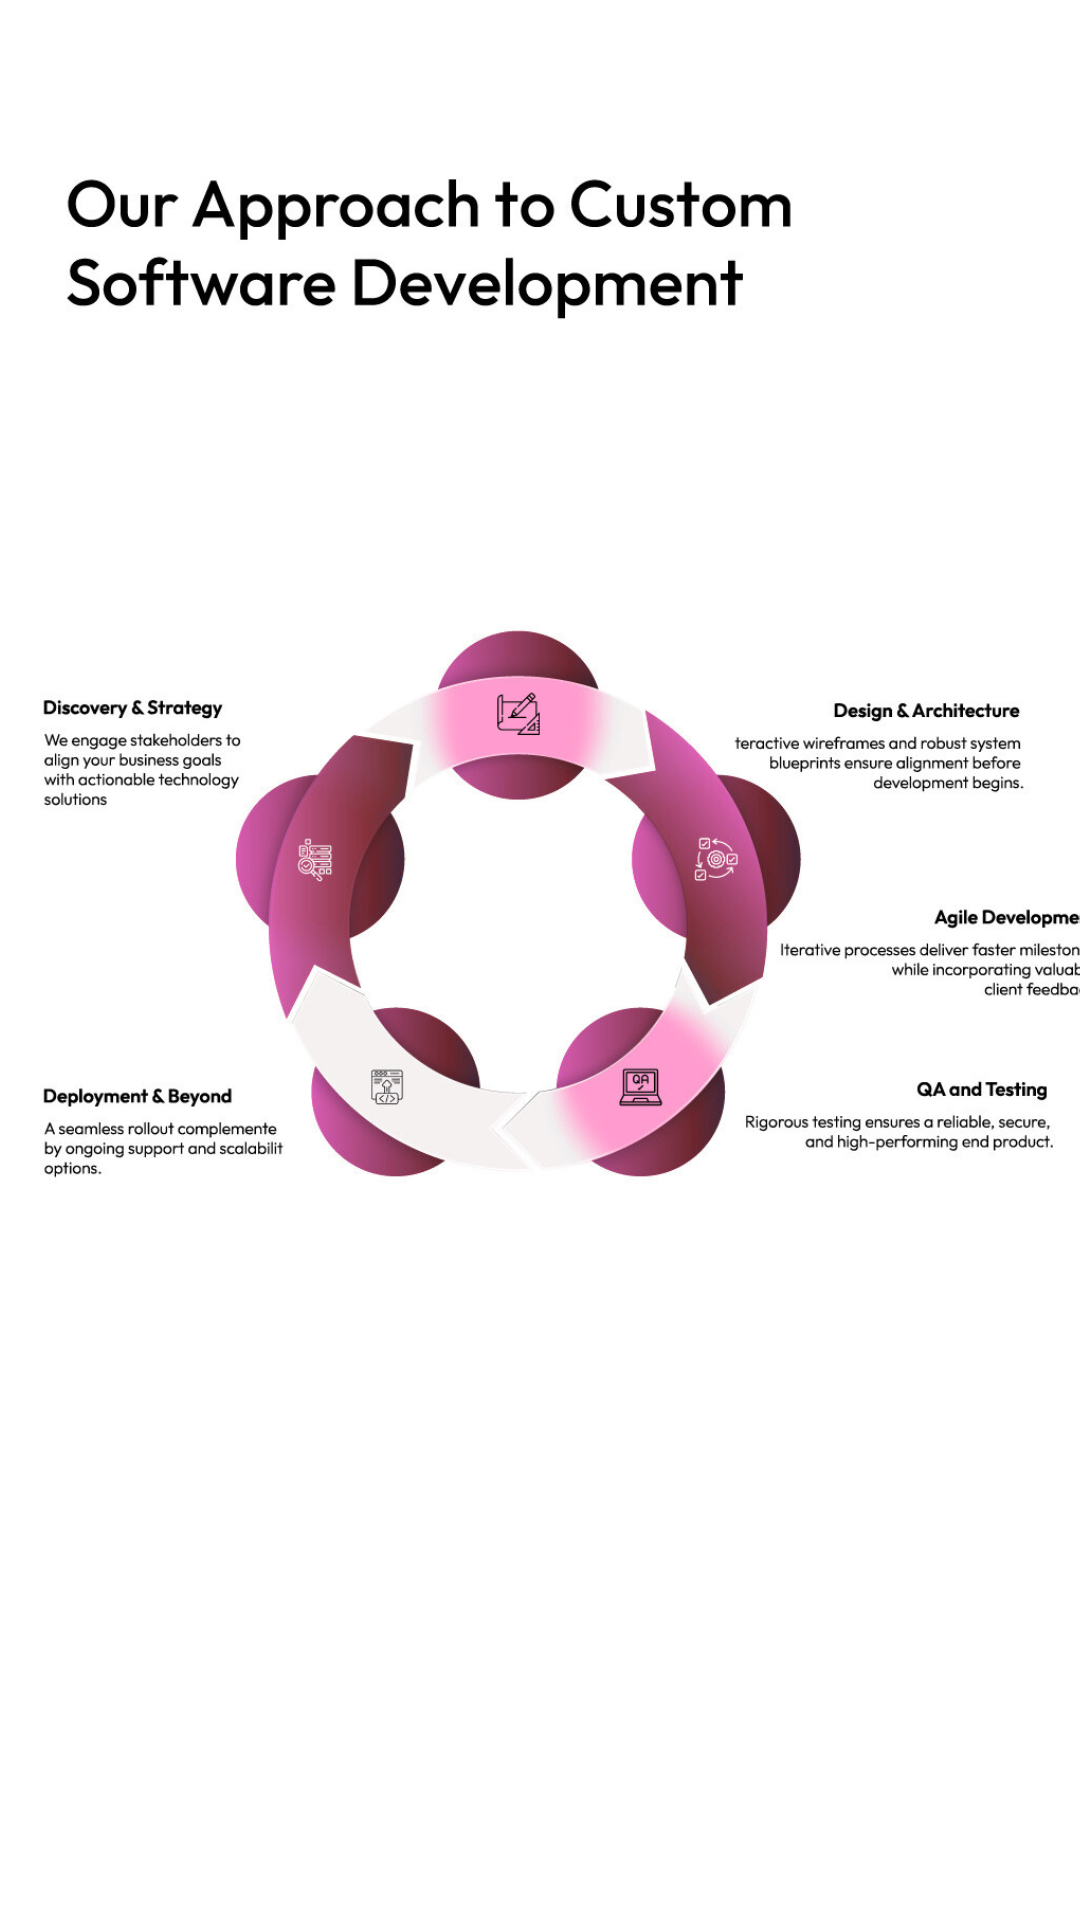 Our Approach to Custom
Software Development
Discovery & Strategy
We engage stakeholders to
align your business goals
with actionable technology
solutions
Design & Architecture
teractive wireframes and robust system
blueprints ensure alignment before
development begins.
Agile Developme
Iterative processes deliver faster mileston
while incorporating valuab
client feedba
QA
QA and Testing
Rigorous testing ensures a reliable, secure,
and high-performing end product.
</>
Deployment & Beyond
A seamless rollout complemente
by ongoing support and scalabilit
options.